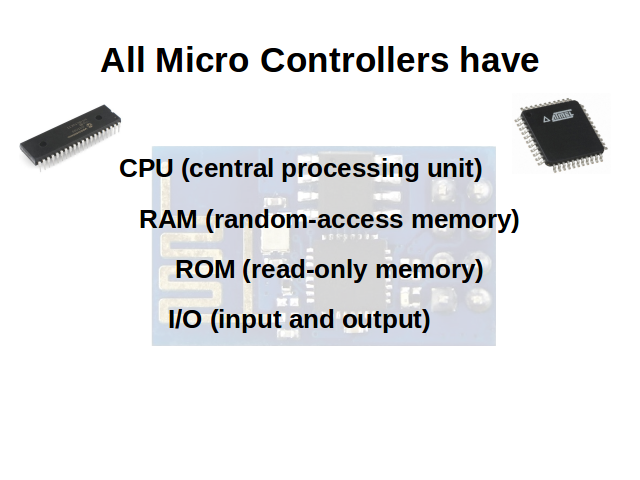 All Micro Controllers have
CPU (central processing unit)
RAM (random-access memory)
ROM (read-only memory)
I/O (input and output)
ATMEL